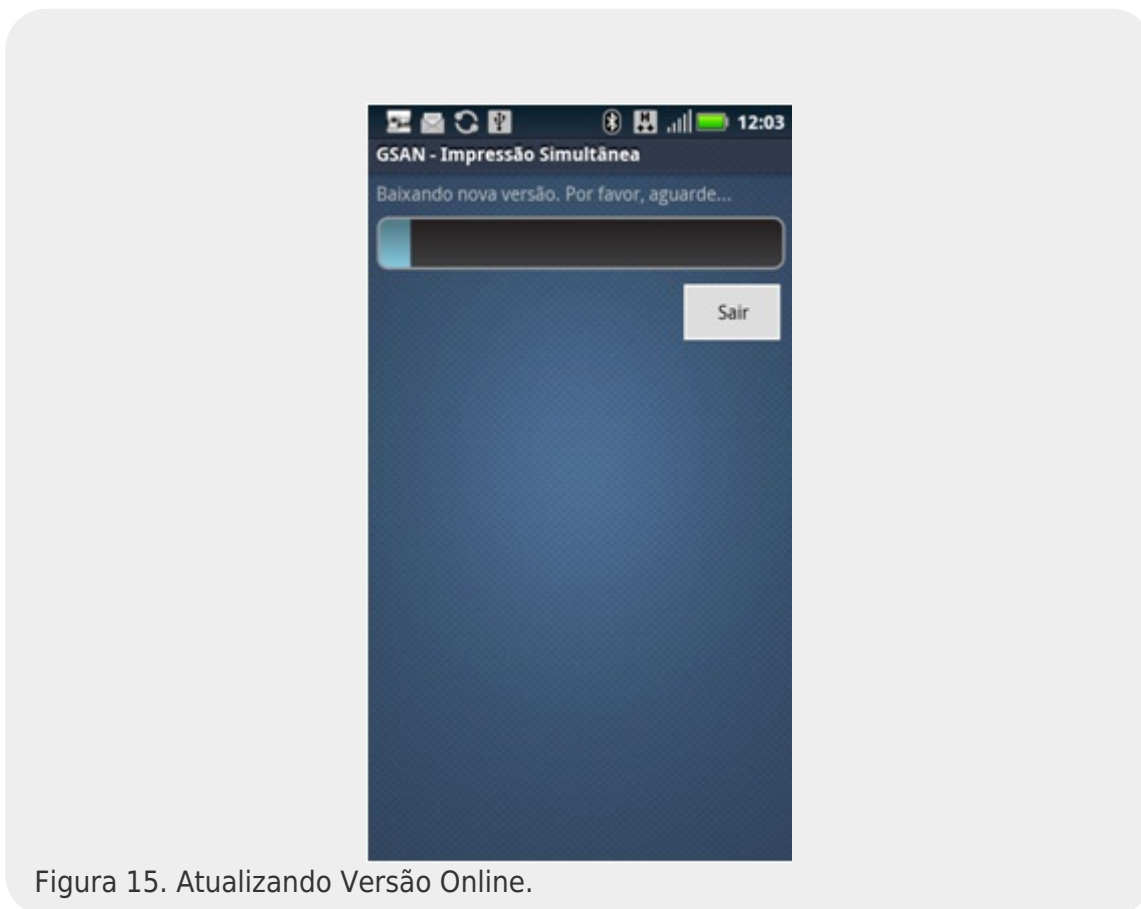 12:03
GSAN - Impressão Simultânea
Baixando nova versão. Por favor, aguarde...
Sair
Figura 15. Atualizando Versão Online.